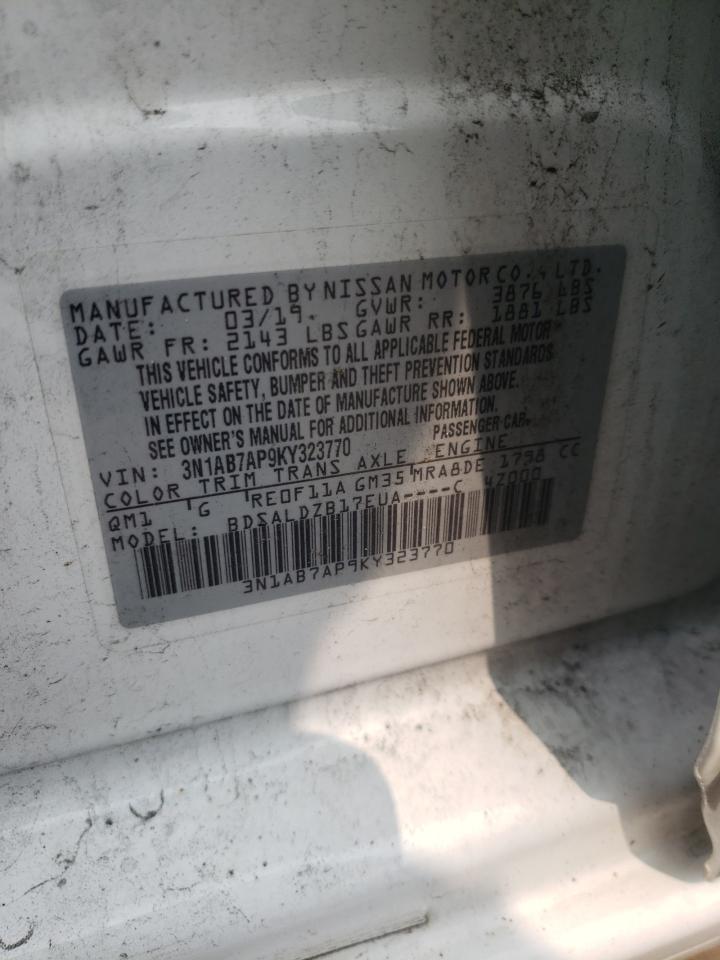 MANUFACTURED BY NISSAN MOTOR CO., LTD.
DATE: 03/19. GVWR: 3876 LBS
GAWR FR: 2143 LBS GAWR RR: 1881 LBS
THIS VEHICLE CONFORMS TO ALL APPLICABLE FEDERAL MOTOR
VEHICLE SAFETY, BUMPER AND THEFT PREVENTION STANDARDS
IN EFFECT ON THE DATE OF MANUFACTURE SHOWN ABOVE.
SEE OWNER'S MANUAL FOR ADDITIONAL INFORMATION.
VIN: 3N1AB7AP9KY323770 PASSENGER CAR.
COLOR TRIM TRANS AXLE ENGINE
QM1 G RE0F11A GM35 MRA8DE 1798 CC
MODEL: BDSALDZB17EUA----C 4Z000
3N1AB7AP9KY323770